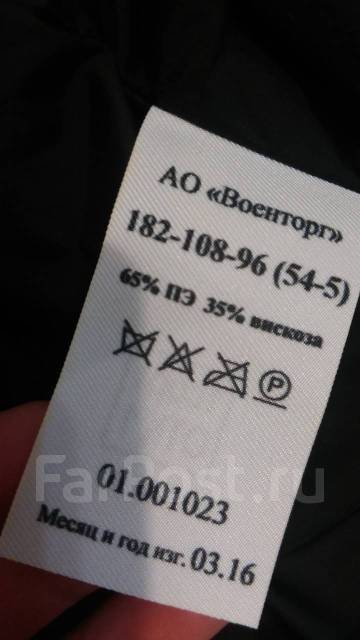 АО «Военторг»
182-108-96 (54-5)
65% ПЭ 35% вискоза
P
01.001023
Месяц и год изг. 03.16
FarPost.ru